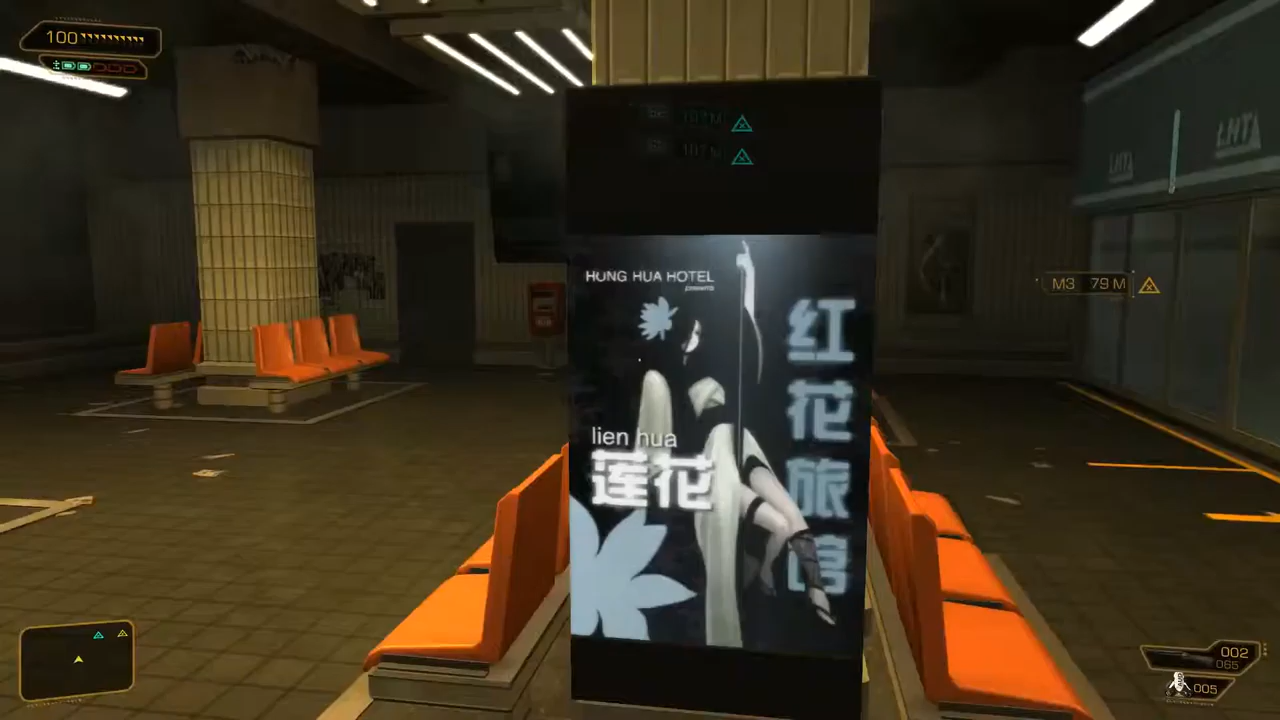 100
HUNG HUA HOTEL
presents
红花旅馆
lien hua
莲花
LHTA
LHTA
M3 79 M
002
065
005